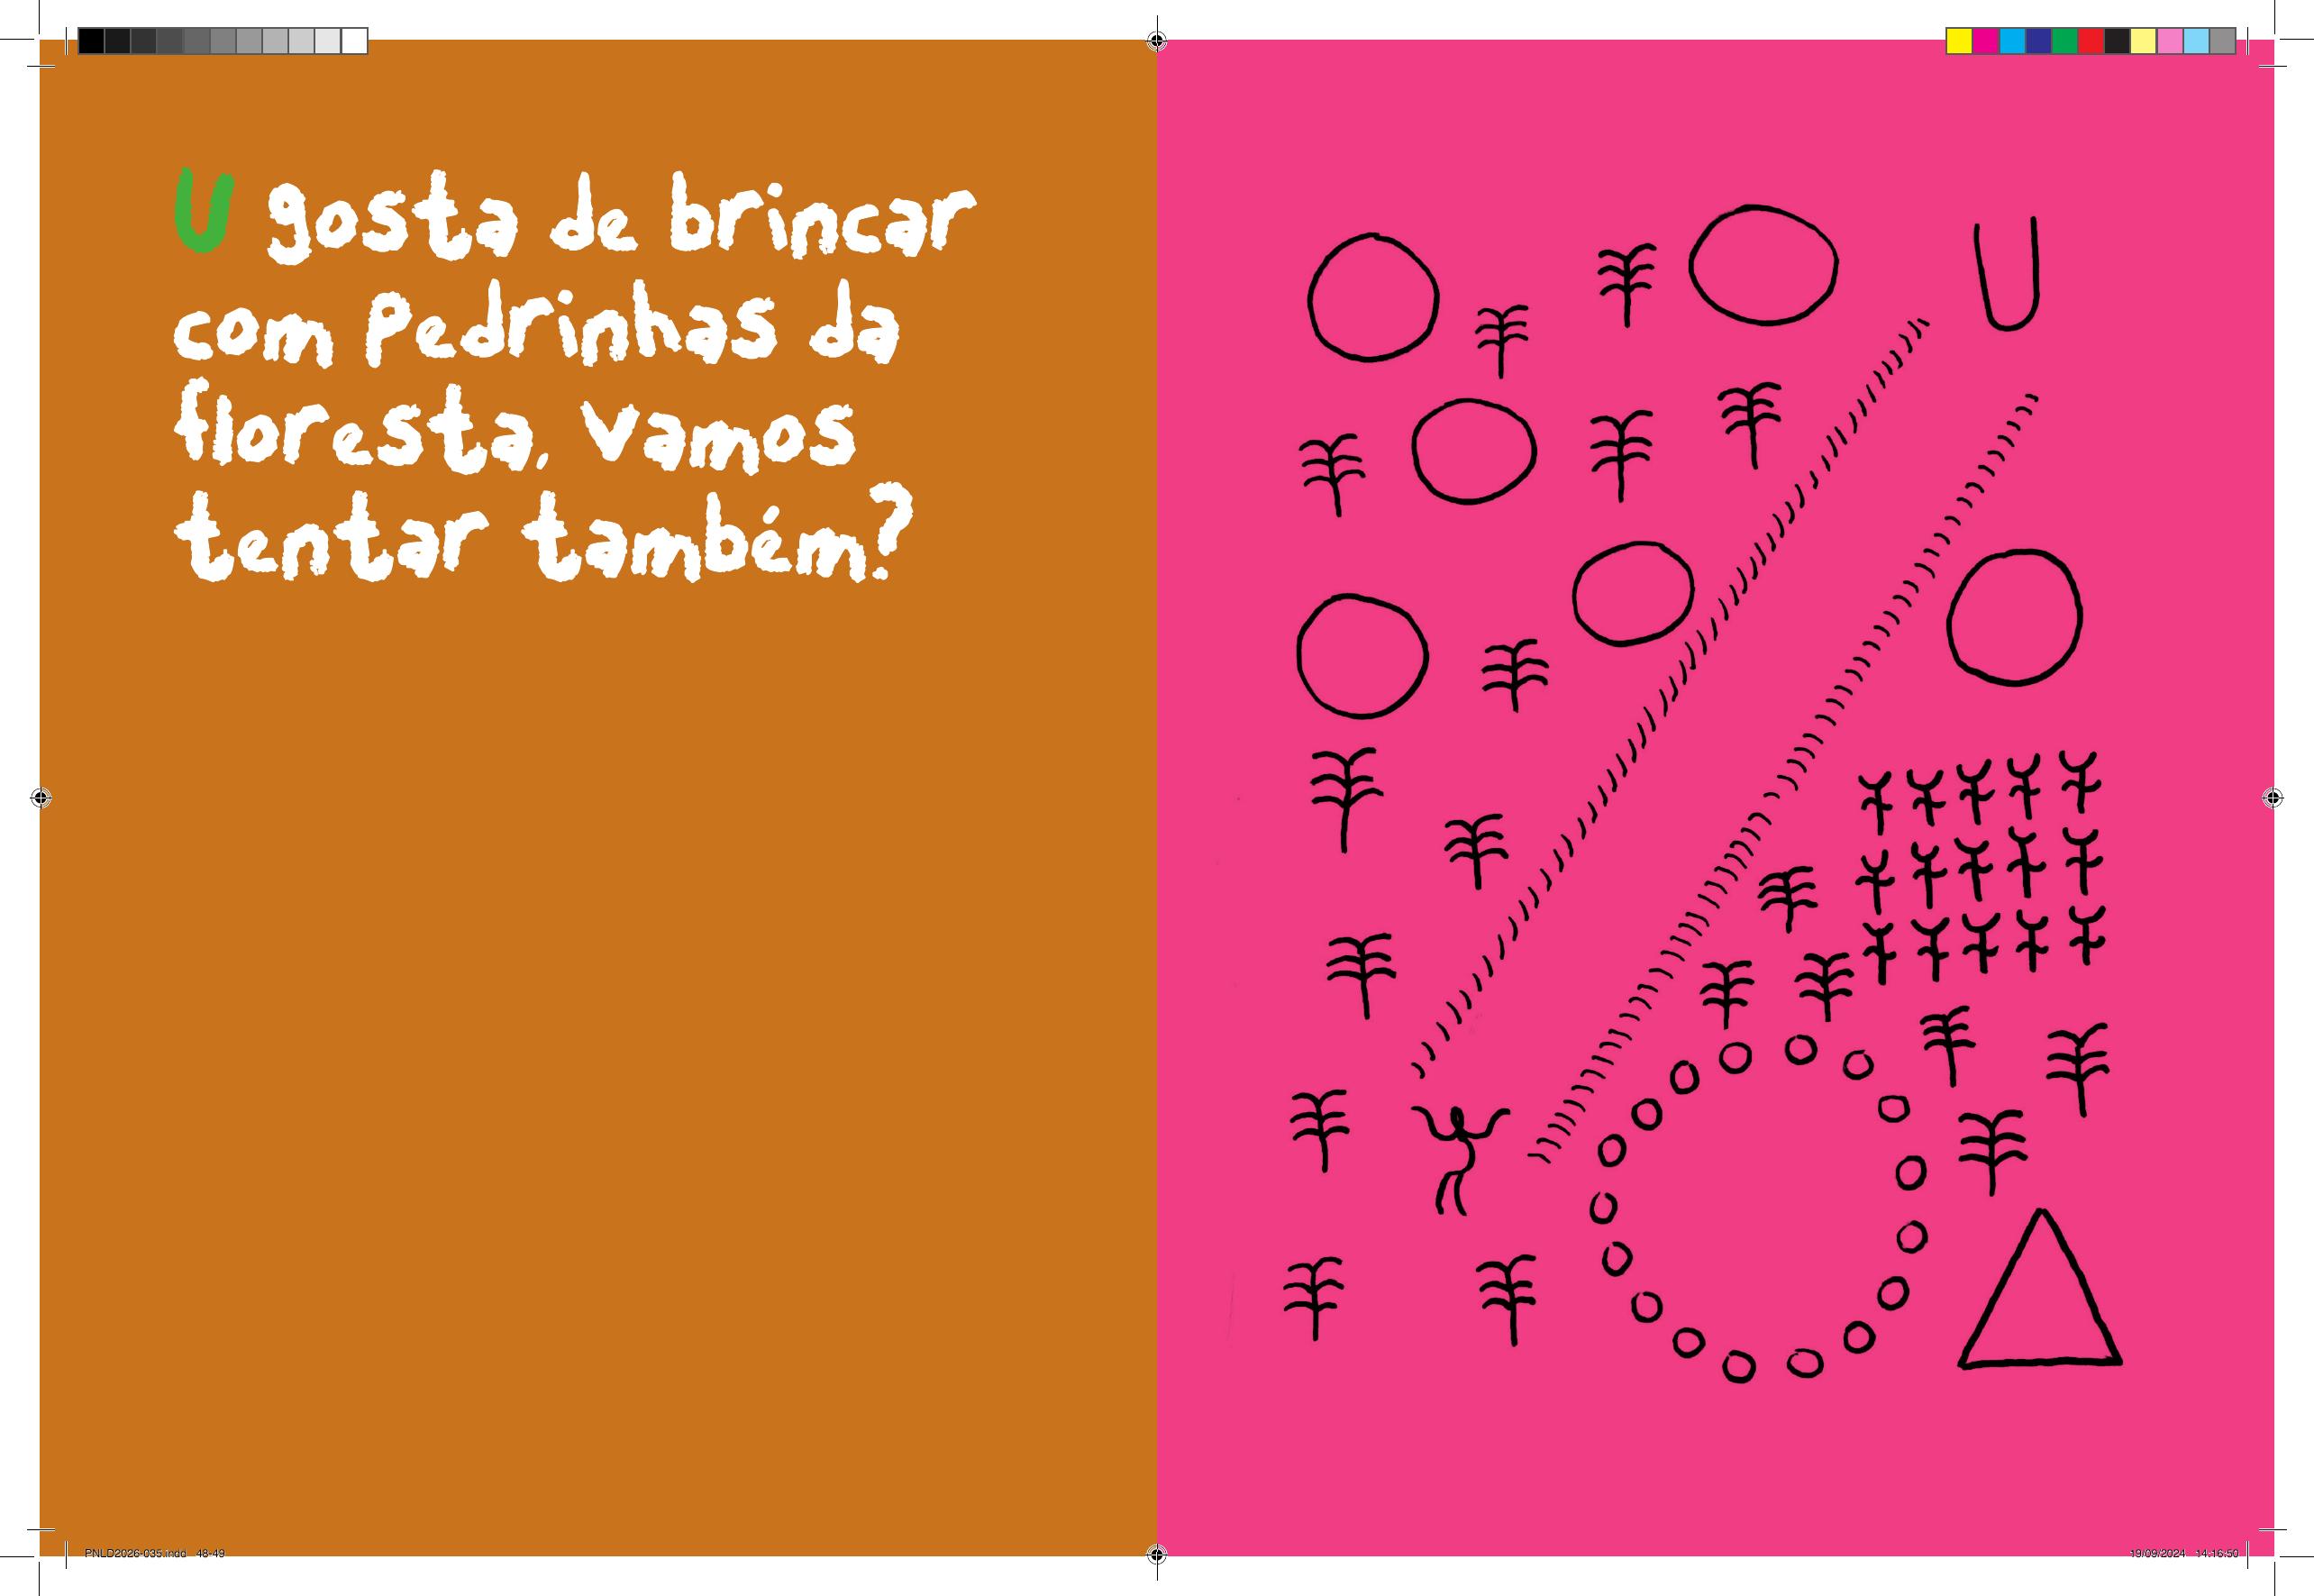 U gosta de brincar
com Pedrinhas da
floresta, vamos
tentar também?
U
PNLD2026-035.indd 48-49
19/09/2024 14:16:50